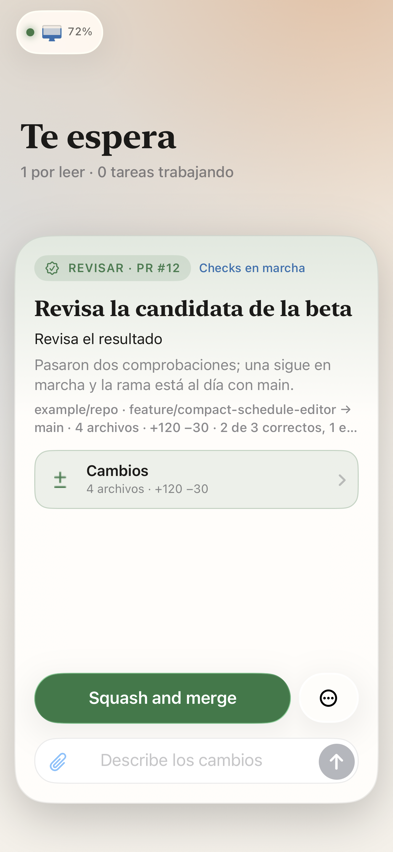 72%
Te espera
1 por leer · 0 tareas trabajando
REVISAR · PR #12 Checks en marcha
Revisa la candidata de la beta
Revisa el resultado
Pasaron dos comprobaciones; una sigue en
marcha y la rama está al día con main.
example/repo · feature/compact-schedule-editor →
main · 4 archivos · +120 −30 · 2 de 3 correctos, 1 e...
Cambios
4 archivos · +120 −30
Squash and merge
Describe los cambios